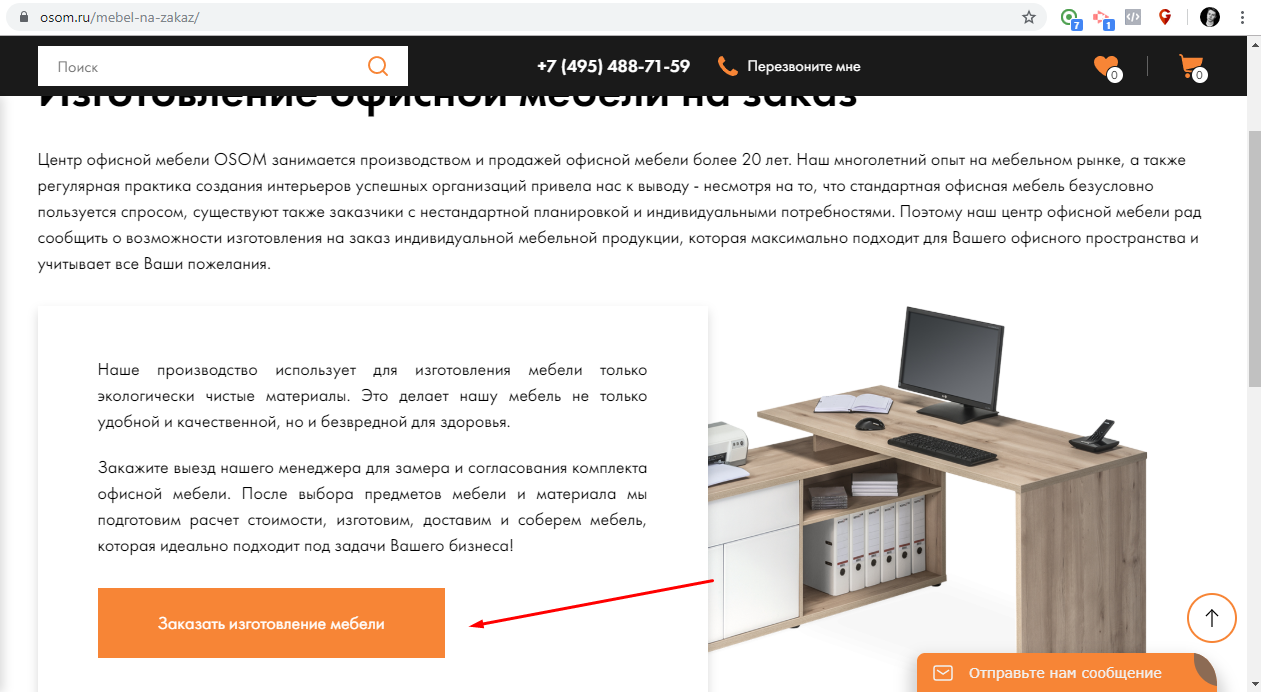 osom.ru/mebel-na-zakaz/
7
1
Поиск
+7 (495) 488-71-59
Перезвоните мне
0
0
Изготовление офисной мебели на заказ
Центр офисной мебели OSOM занимается производством и продажей офисной мебели более 20 лет. Наш многолетний опыт на мебельном рынке, а также
регулярная практика создания интерьеров успешных организаций привела нас к выводу - несмотря на то, что стандартная офисная мебель безусловно
пользуется спросом, существуют также заказчики с нестандартной планировкой и индивидуальными потребностями. Поэтому наш центр офисной мебели рад
сообщить о возможности изготовления на заказ индивидуальной мебельной продукции, которая максимально подходит для Вашего офисного пространства и
учитывает все Ваши пожелания.
Наше производство использует для изготовления мебели только
экологически чистые материалы. Это делает нашу мебель не только
удобной и качественной, но и безвредной для здоровья.
Закажите выезд нашего менеджера для замера и согласования комплекта
офисной мебели. После выбора предметов мебели и материала мы
подготовим расчет стоимости, изготовим, доставим и соберем мебель,
которая идеально подходит под задачи Вашего бизнеса!
Заказать изготовление мебели
Отправьте нам сообщение